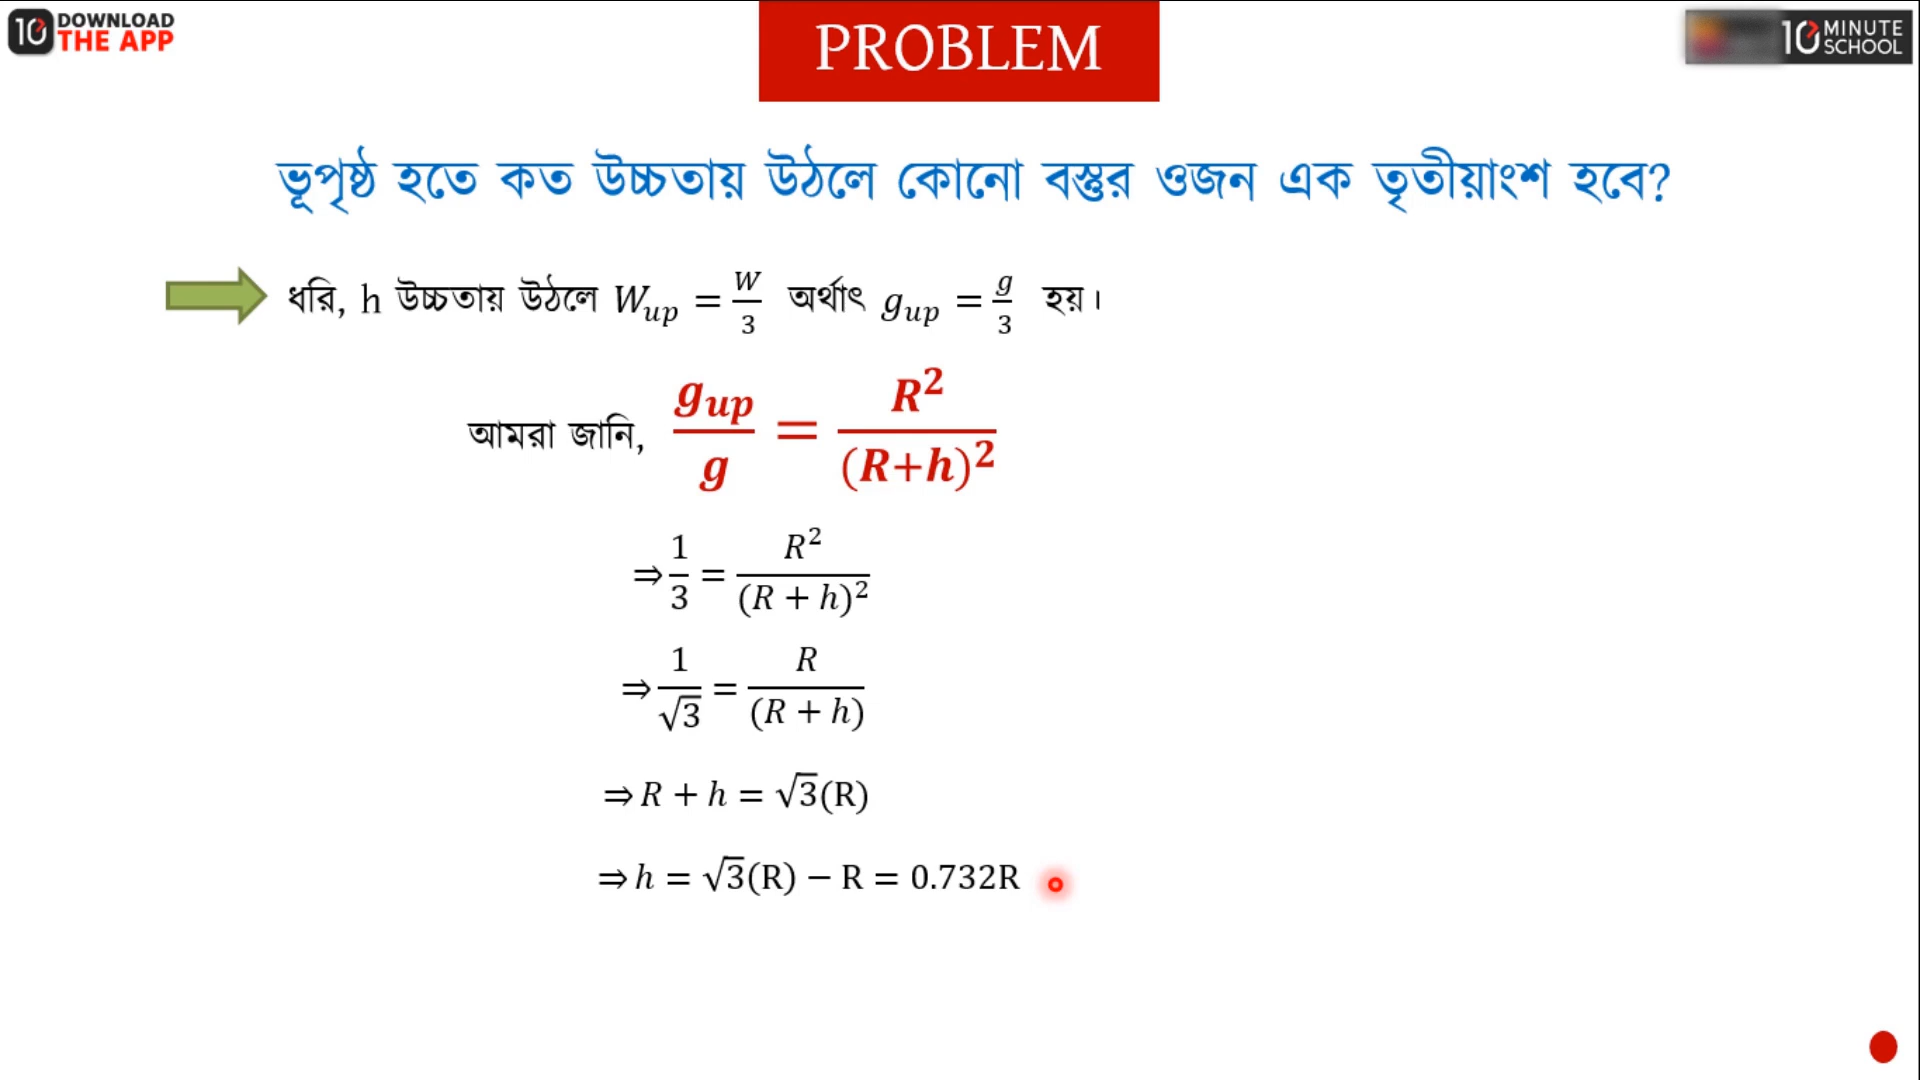 10 DOWNLOAD THE APP
PROBLEM
10 MINUTE SCHOOL
ভূপৃষ্ঠ হতে কত উচ্চতায় উঠলে কোনো বস্তুর ওজন এক তৃতীয়াংশ হবে?
ধরি, h উচ্চতায় উঠলে W_up = W/3 অর্থাৎ g_up = g/3 হয়।
আমরা জানি, g_up/g = R²/(R+h)²
⇒ 1/3 = R²/(R + h)²
⇒ 1/√3 = R/(R + h)
⇒ R + h = √3(R)
⇒ h = √3(R) − R = 0.732R